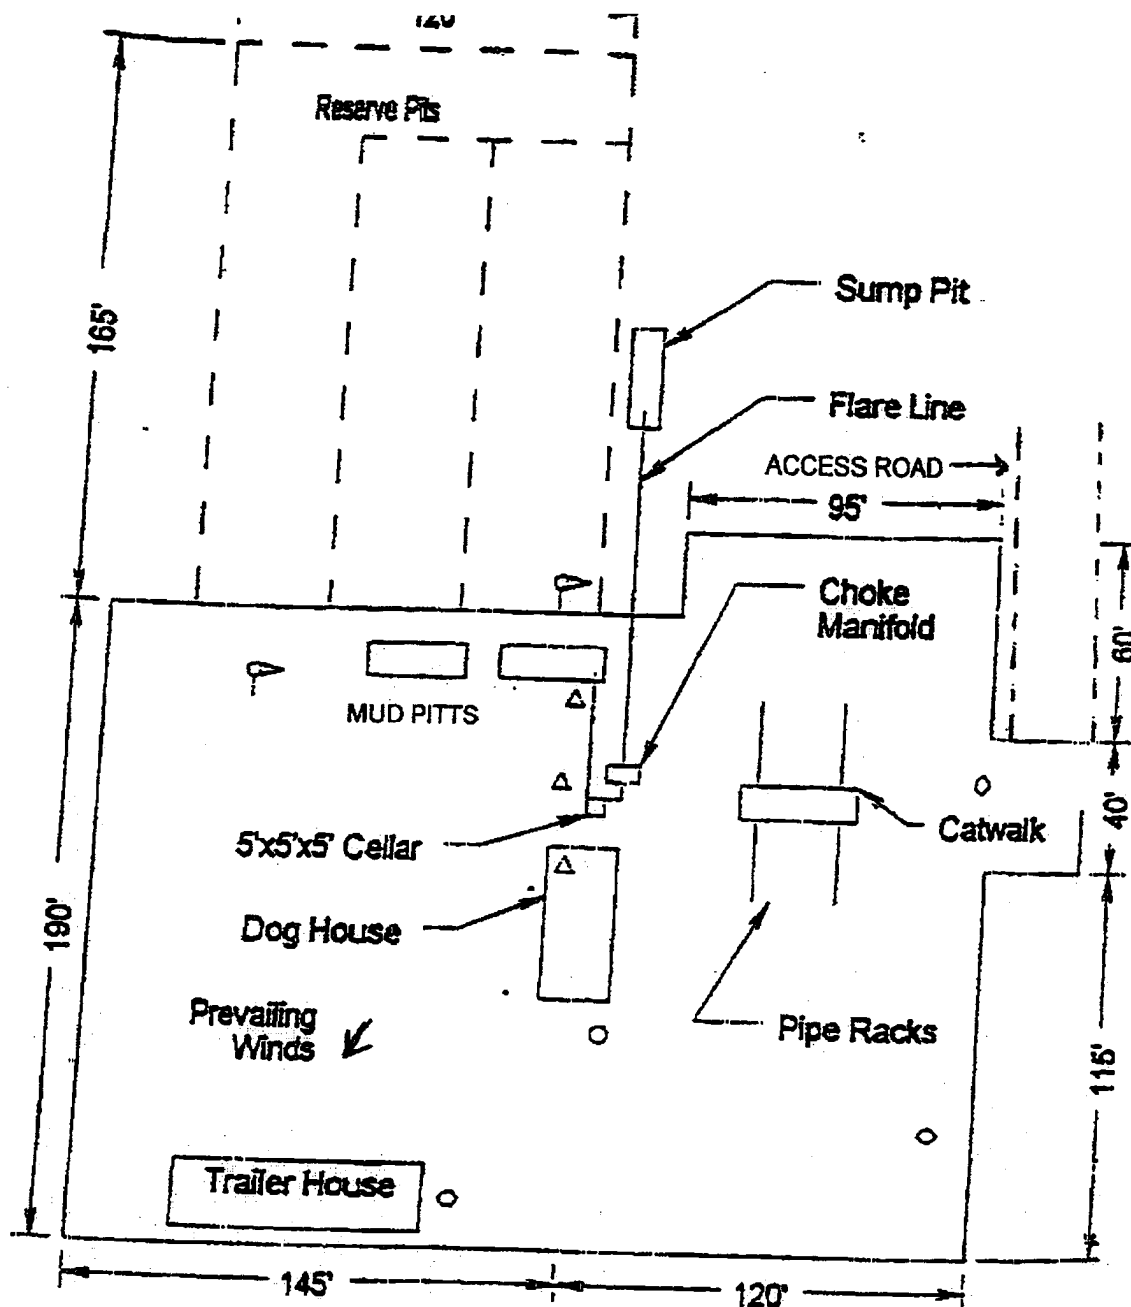 120'
Reserve Pits
165'
Sump Pit
Flare Line
ACCESS ROAD
95'
Choke
Manifold
60'
MUD PITTS
40'
Catwalk
5'x5'x5' Cellar
Dog House
190'
Prevailing
Winds
Pipe Racks
115'
Trailer House
145'
120'